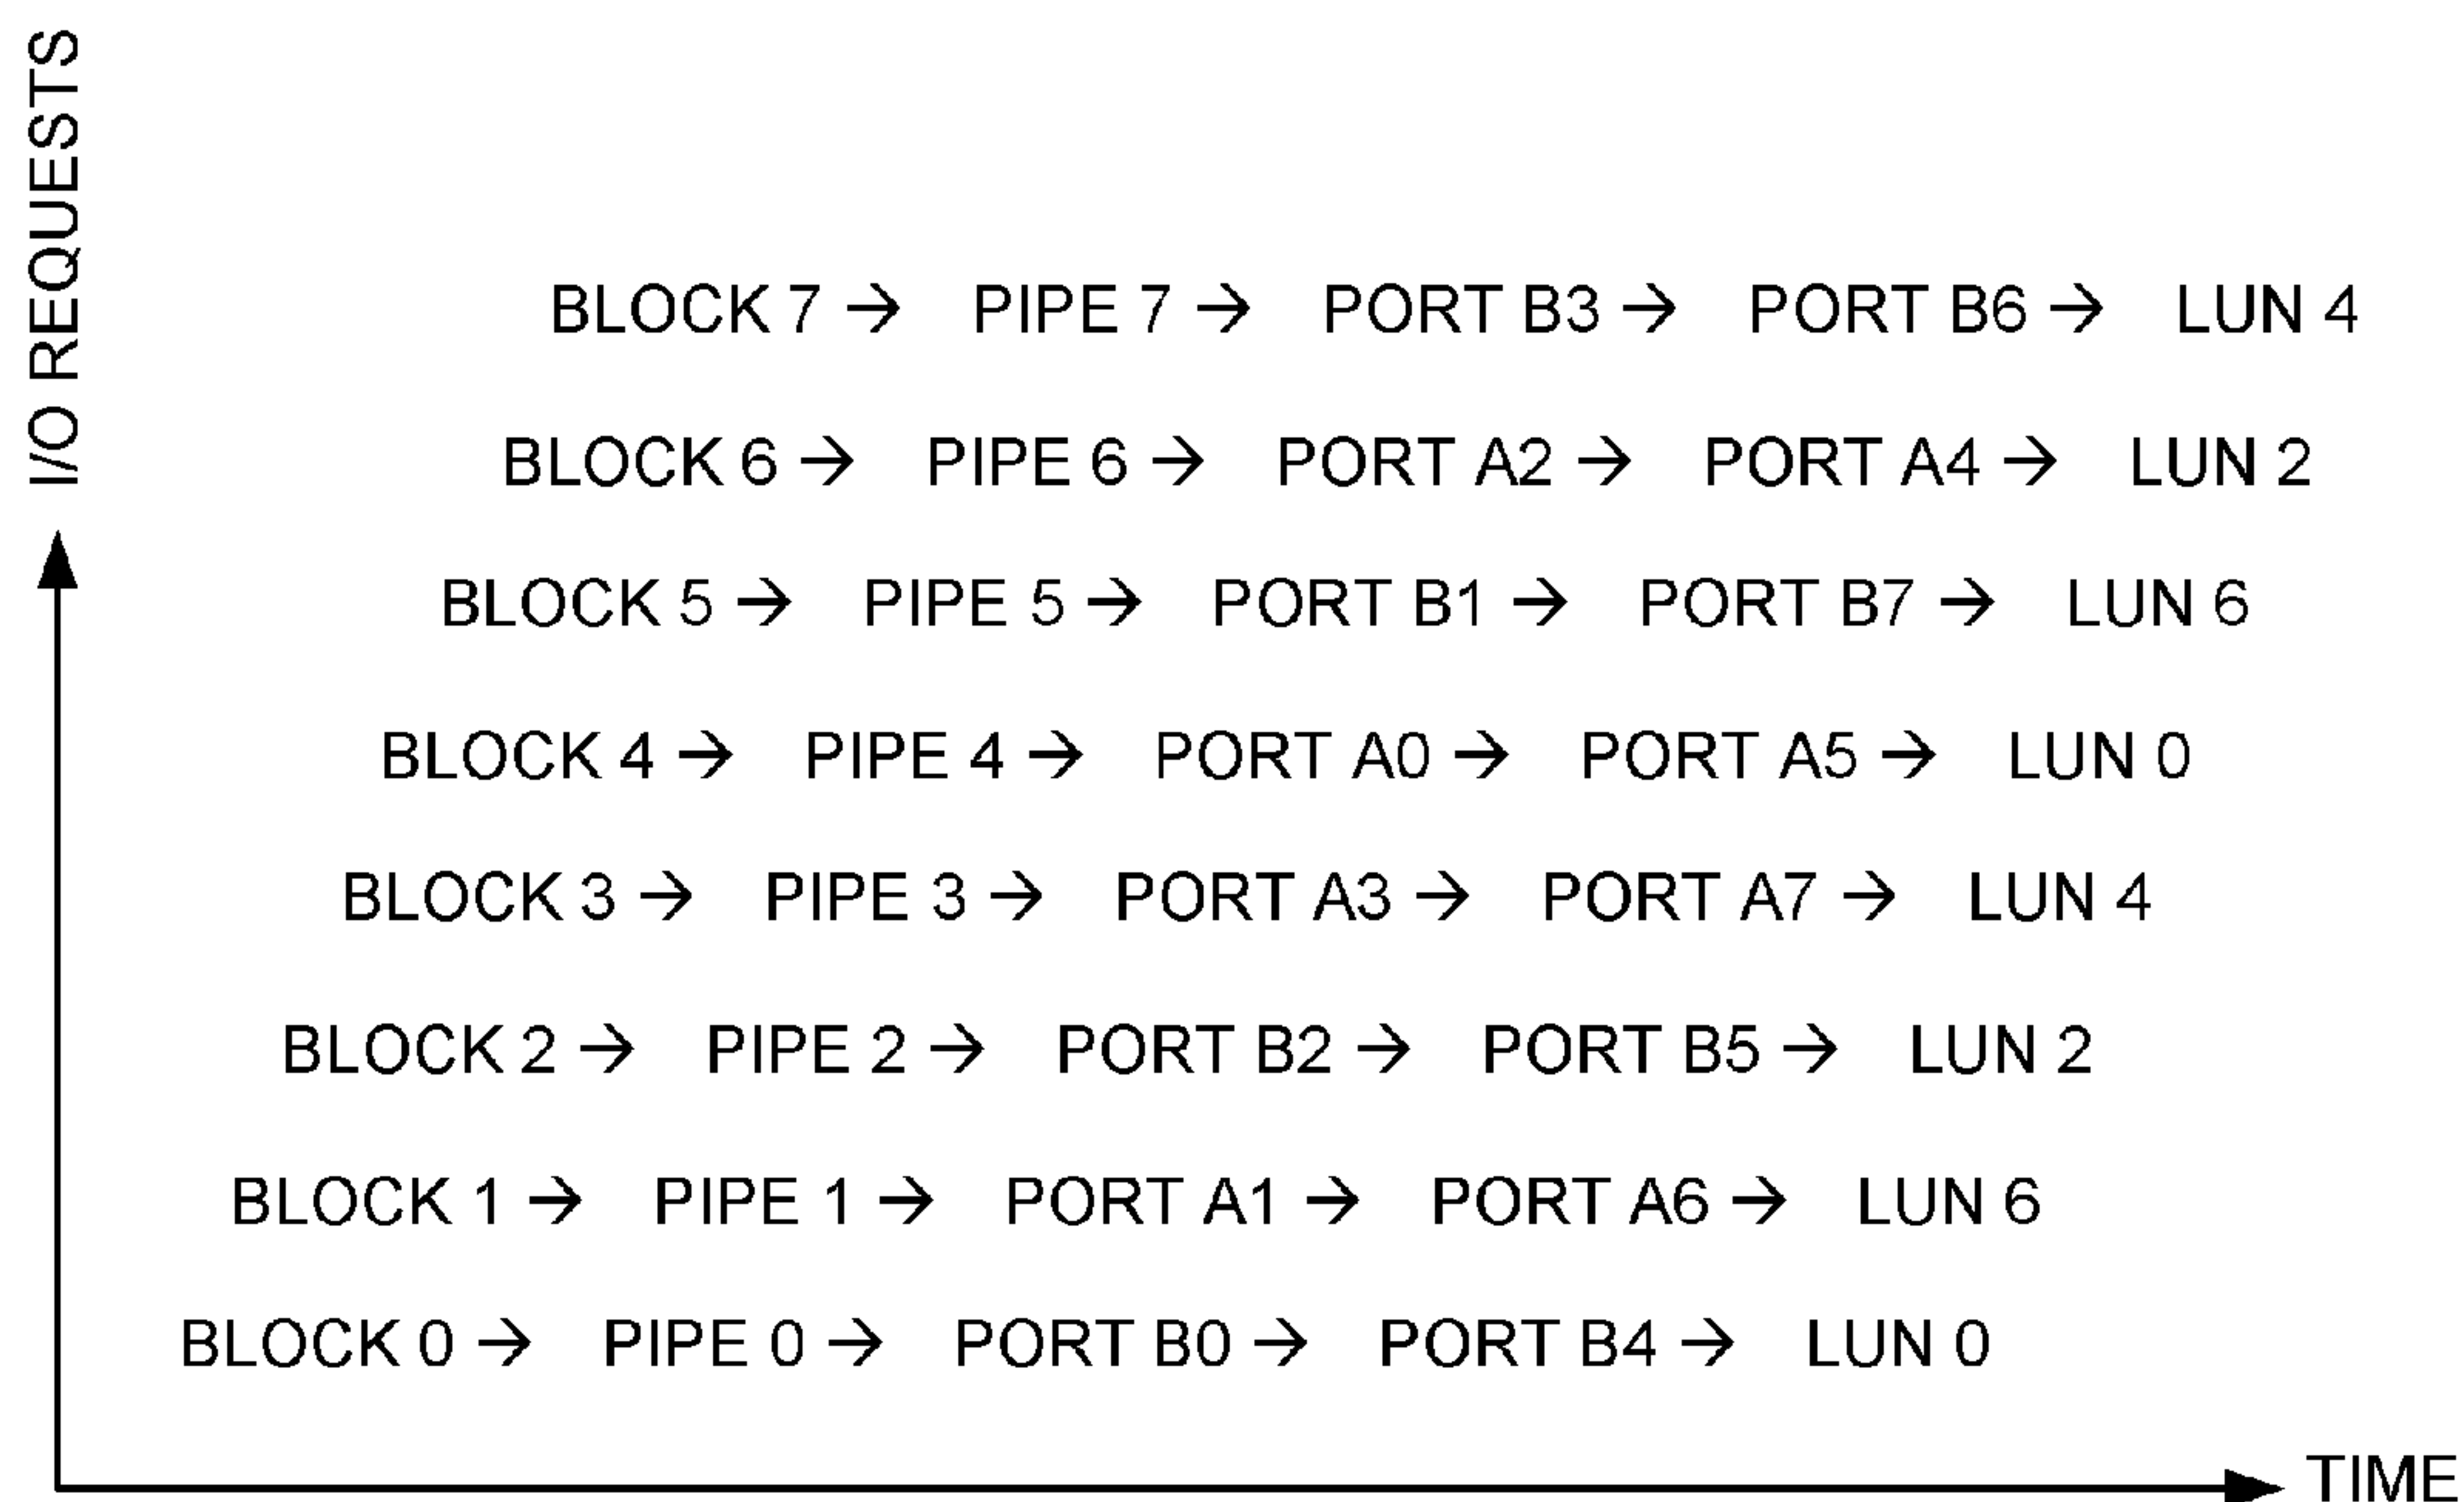 I/O REQUESTS
BLOCK 7 → PIPE 7 → PORT B3 → PORT B6 → LUN 4
BLOCK 6 → PIPE 6 → PORT A2 → PORT A4 → LUN 2
BLOCK 5 → PIPE 5 → PORT B1 → PORT B7 → LUN 6
BLOCK 4 → PIPE 4 → PORT A0 → PORT A5 → LUN 0
BLOCK 3 → PIPE 3 → PORT A3 → PORT A7 → LUN 4
BLOCK 2 → PIPE 2 → PORT B2 → PORT B5 → LUN 2
BLOCK 1 → PIPE 1 → PORT A1 → PORT A6 → LUN 6
BLOCK 0 → PIPE 0 → PORT B0 → PORT B4 → LUN 0
TIME